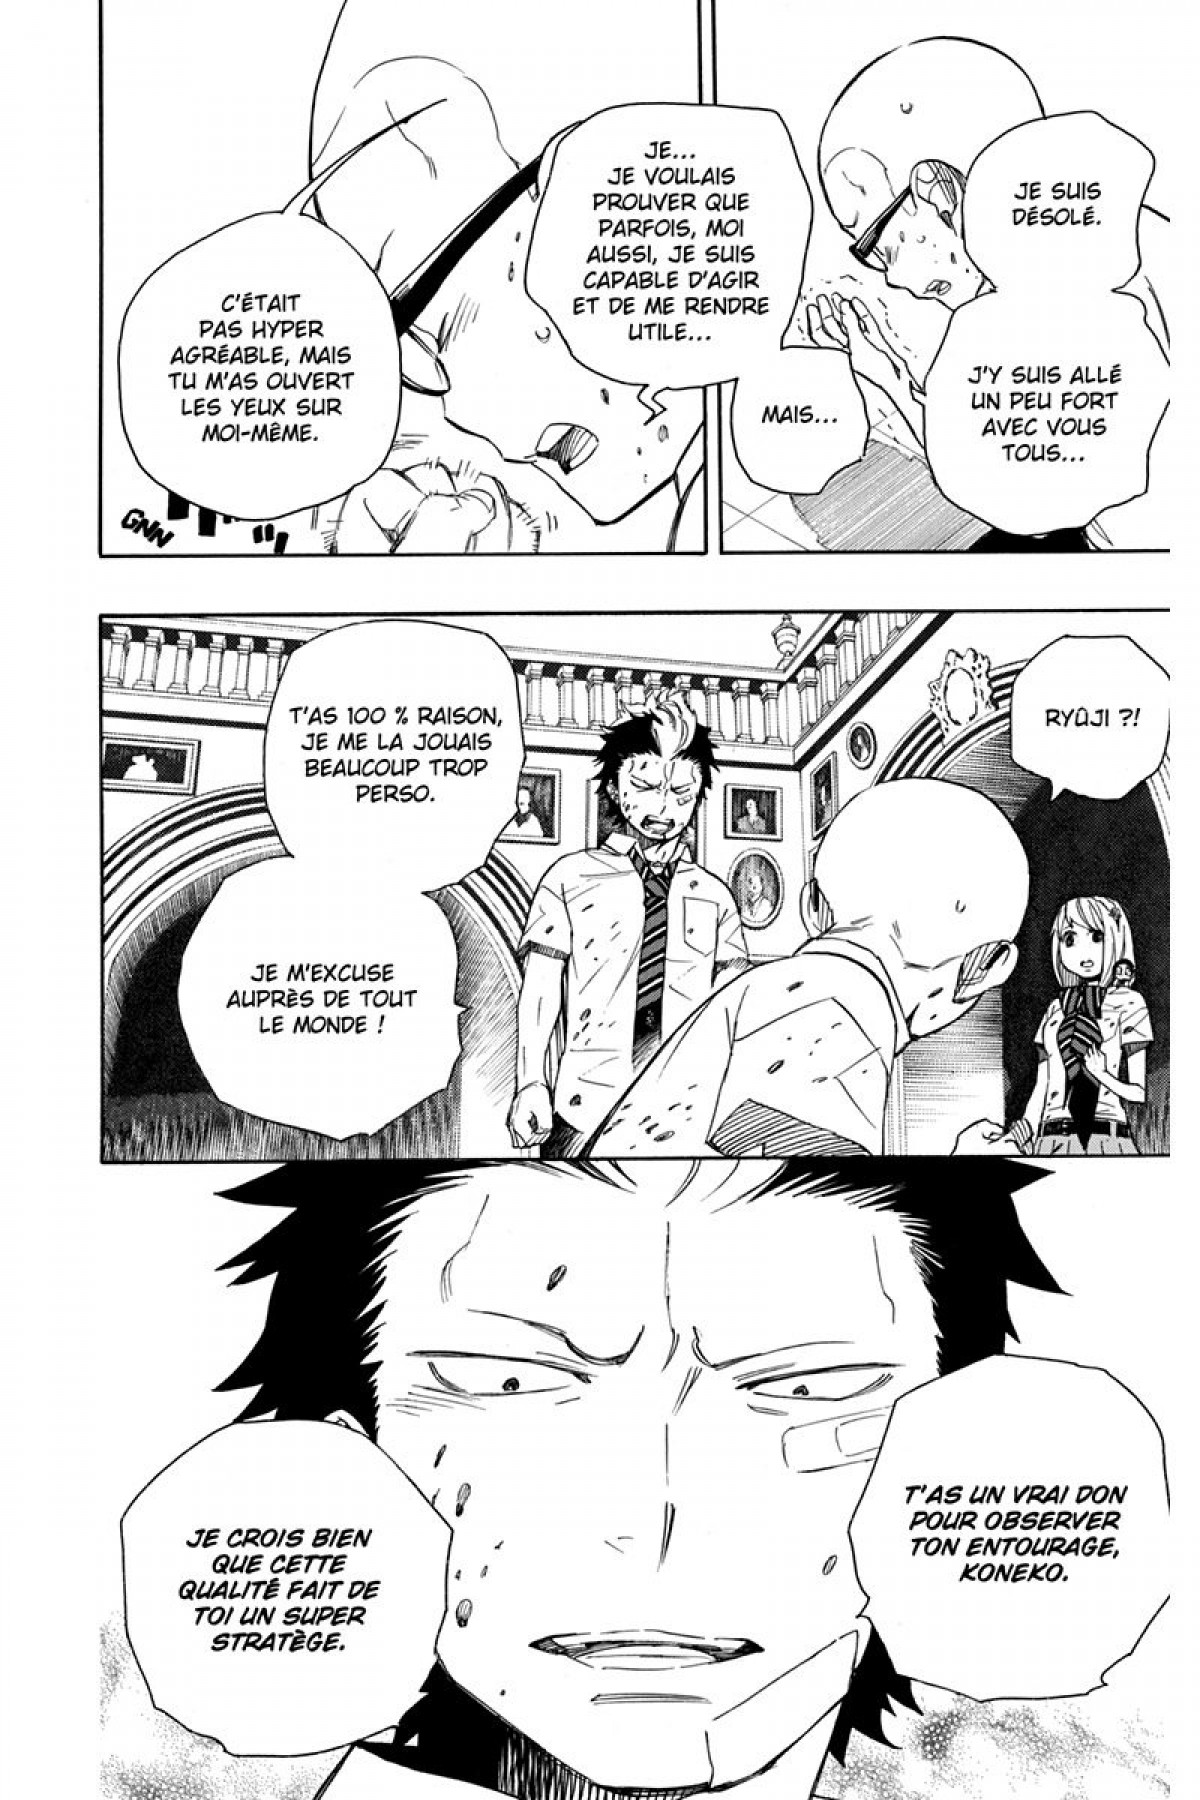 JE SUIS
DÉSOLÉ.
J'Y SUIS ALLÉ
UN PEU FORT
AVEC VOUS
TOUS...
MAIS...
JE...
JE VOULAIS
PROUVER QUE
PARFOIS, MOI
AUSSI, JE SUIS
CAPABLE D'AGIR
ET DE ME RENDRE
UTILE...
C'ÉTAIT
PAS HYPER
AGRÉABLE, MAIS
TU M'AS OUVERT
LES YEUX SUR
MOI-MÊME.
GNN
RYÛJI ?!
T'AS 100 % RAISON,
JE ME LA JOUAIS
BEAUCOUP TROP
PERSO.
JE M'EXCUSE
AUPRÈS DE TOUT
LE MONDE !
T'AS UN VRAI DON
POUR OBSERVER
TON ENTOURAGE,
KONEKO.
JE CROIS BIEN
QUE CETTE
QUALITÉ FAIT DE
TOI UN SUPER
STRATÈGE.